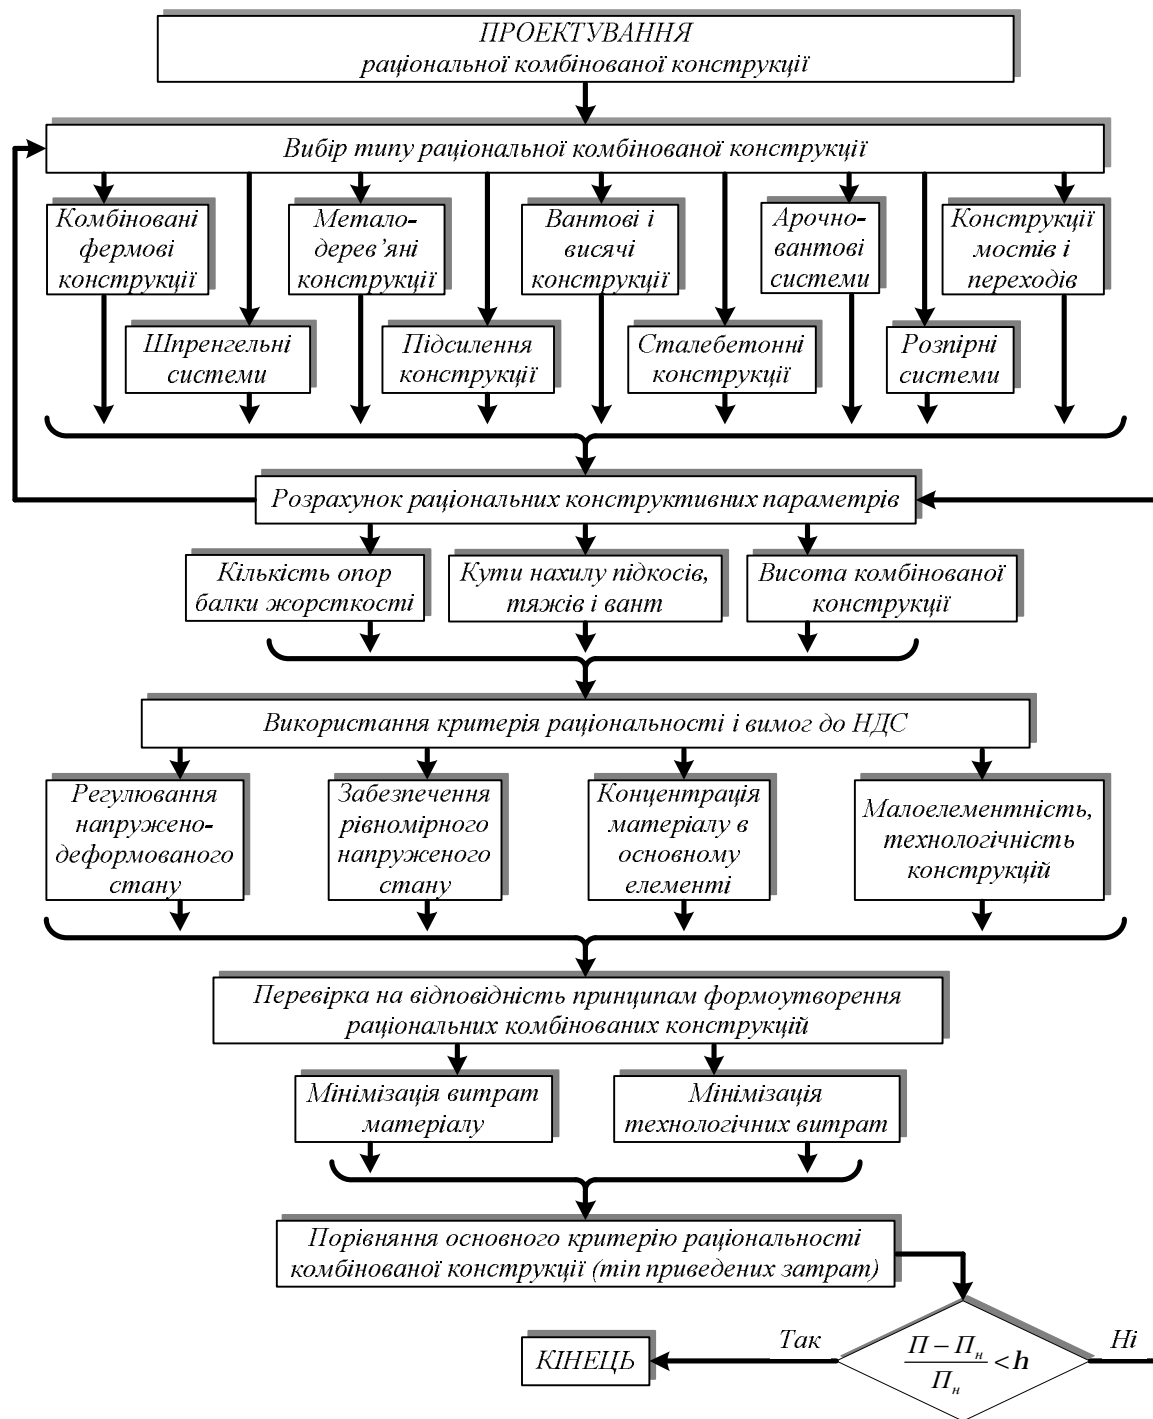 ПРОЕКТУВАННЯ
раціональної комбінованої конструкції
Вибір типу раціональної комбінованої конструкції
Комбіновані
фермові
конструкції
Метало-
дерев’яні
конструкції
Вантові і
висячі
конструкції
Арочно-
вантові
системи
Конструкції
мостів і
переходів
Шпренгельні
системи
Підсилення
конструкції
Сталебетонні
конструкції
Розпірні
системи
Розрахунок раціональних конструктивних параметрів
Кількість опор
балки жорсткості
Кути нахилу підкосів,
тяжів і вант
Висота комбінованої
конструкції
Використання критерія раціональності і вимог до НДС
Регулювання
напружено-
деформованого
стану
Забезпечення
рівномірного
напруженого
стану
Концентрація
матеріалу в
основному
елементі
Малоелементність,
технологічність
конструкцій
Перевірка на відповідність принципам формоутворення
раціональних комбінованих конструкцій
Мінімізація витрат
матеріалу
Мінімізація
технологічних витрат
Порівняння основного критерію раціональності
комбінованої конструкції (min приведених затрат)
Так
Ні
КІНЕЦЬ
П − Пн
Пн
< h